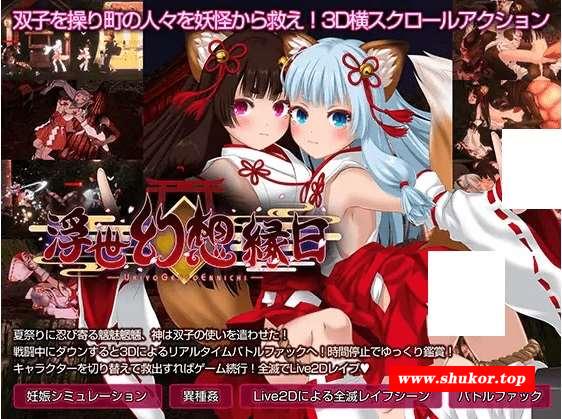 双子を操り町の人々を妖怪から救え！3D横スクロールアクション
浮世幻想縁日
UKIYO GENSO ENNICHI
夏祭りに忍び寄る魑魅魍魎、神は双子の使いを遣わせた！
戦闘中にダウンすると3Dによるリアルタイムバトルファックへ！時間停止でゆっくり鑑賞！
キャラクターを切り替えて救出すればゲーム続行！全滅でLive2Dレイプ♥
www.shukor.top
妊娠シミュレーション
異種姦
Live2Dによる全滅レイプシーン
バトルファック